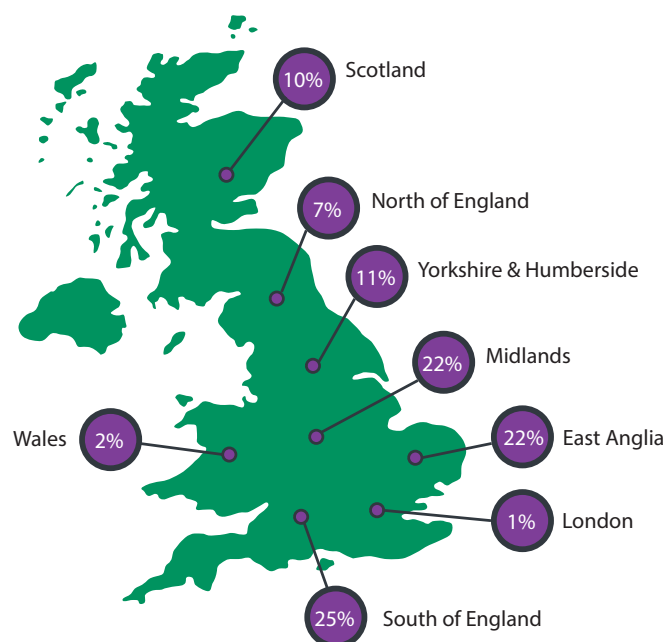 10% Scotland
7% North of England
11% Yorkshire & Humberside
22% Midlands
Wales 2%
22% East Anglia
1% London
25% South of England